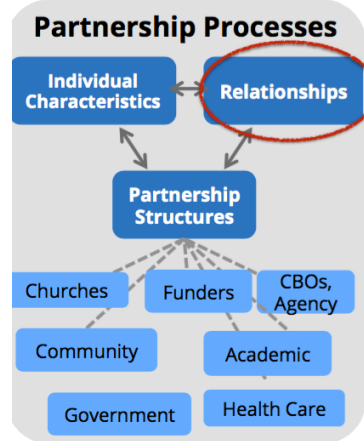 Partnership Processes
Individual
Characteristics
Relationships
Partnership
Structures
Churches
Funders
CBOs,
Agency
Community
Academic
Government
Health Care